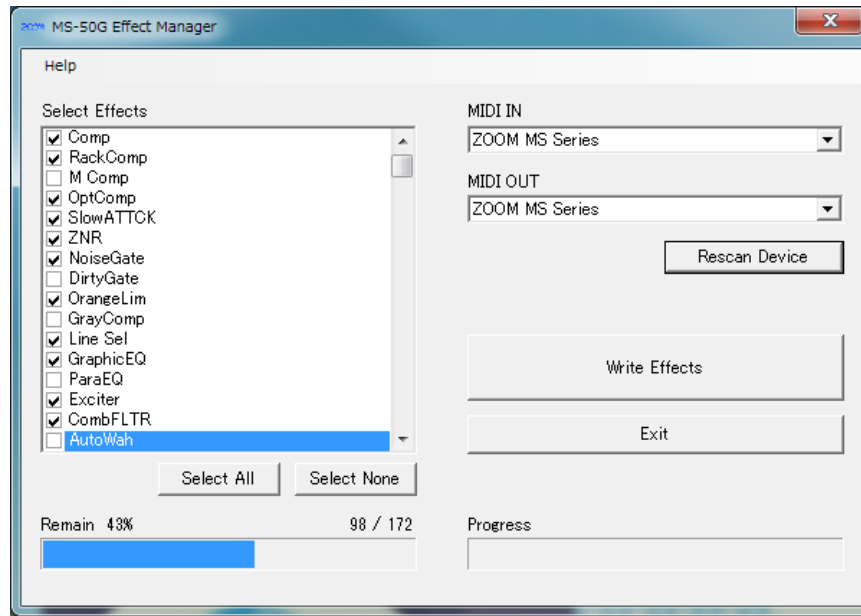 ZOOM MS-50G Effect Manager
Help
Select Effects
Comp
RackComp
M Comp
OptComp
SlowATTCK
ZNR
NoiseGate
DirtyGate
OrangeLim
GrayComp
Line Sel
GraphicEQ
ParaEQ
Exciter
CombFLTR
AutoWah
Select All
Select None
Remain 43%
98 / 172
MIDI IN
ZOOM MS Series
MIDI OUT
ZOOM MS Series
Rescan Device
Write Effects
Exit
Progress